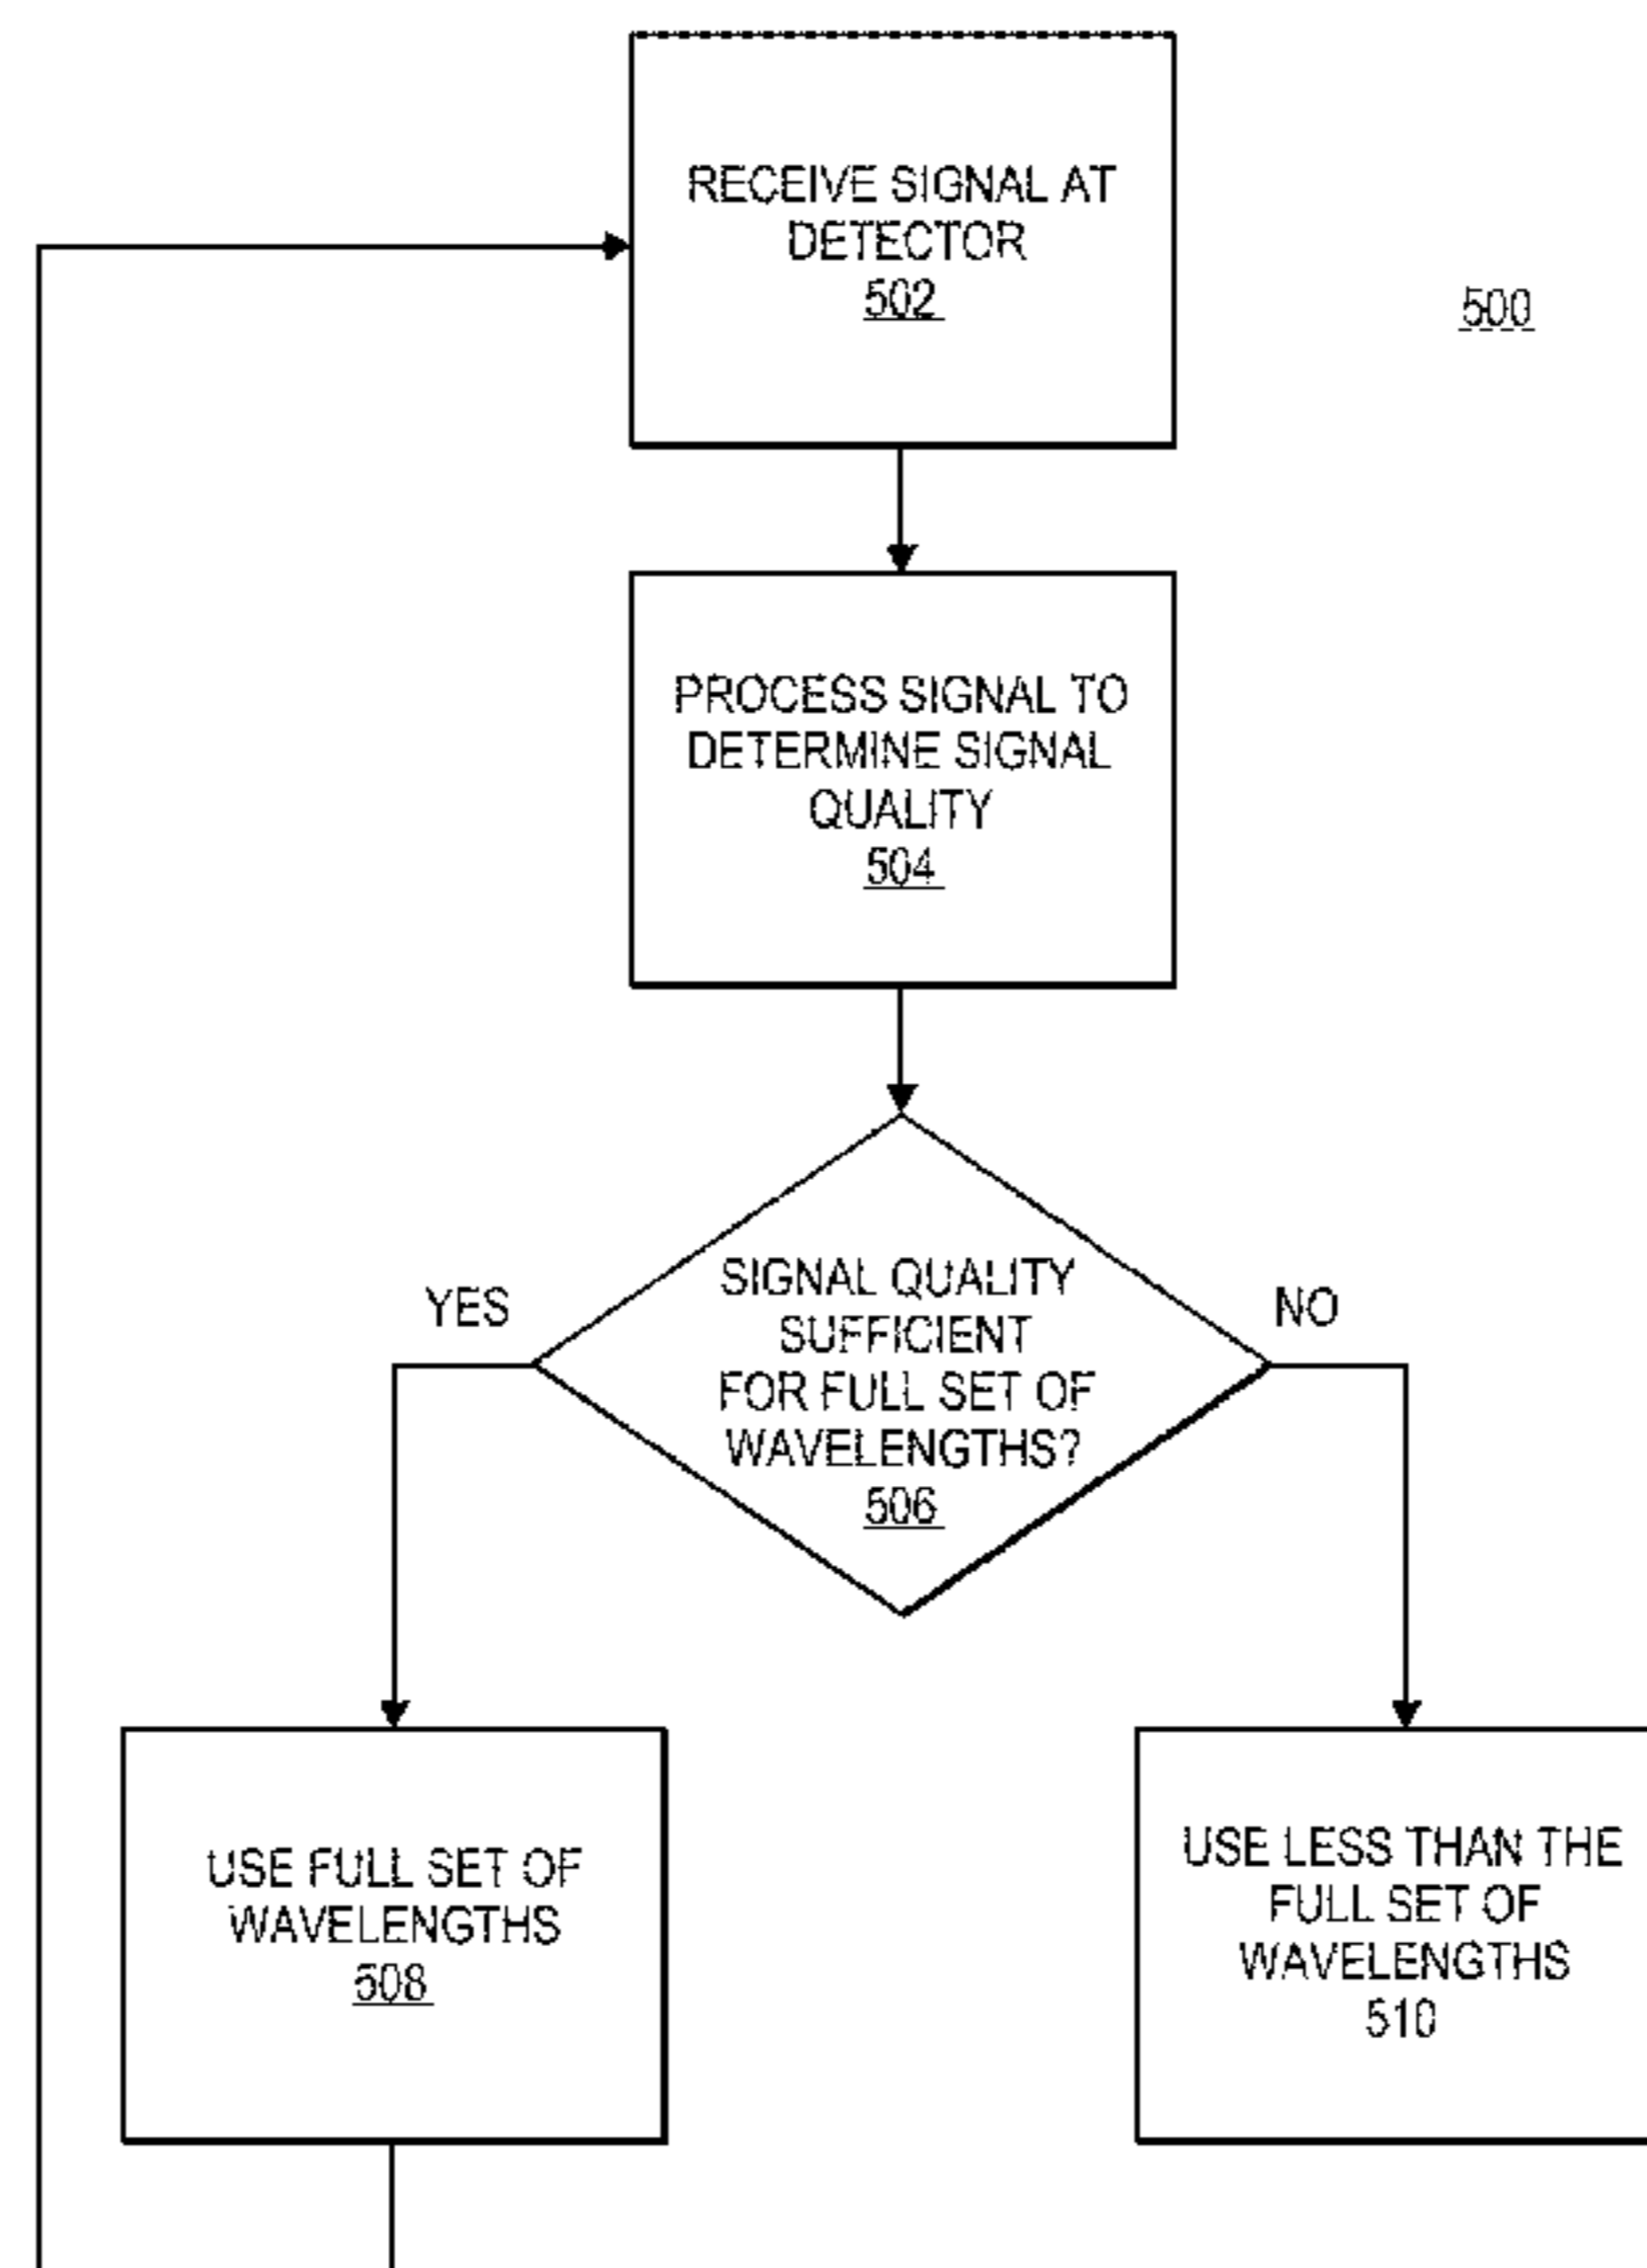 RECEIVE SIGNAL AT
DETECTOR
502
500
PROCESS SIGNAL TO
DETERMINE SIGNAL
QUALITY
504
YES
SIGNAL QUALITY
SUFFICIENT
FOR FULL SET OF
WAVELENGTHS?
506
NO
USE FULL SET OF
WAVELENGTHS
508
USE LESS THAN THE
FULL SET OF
WAVELENGTHS
510